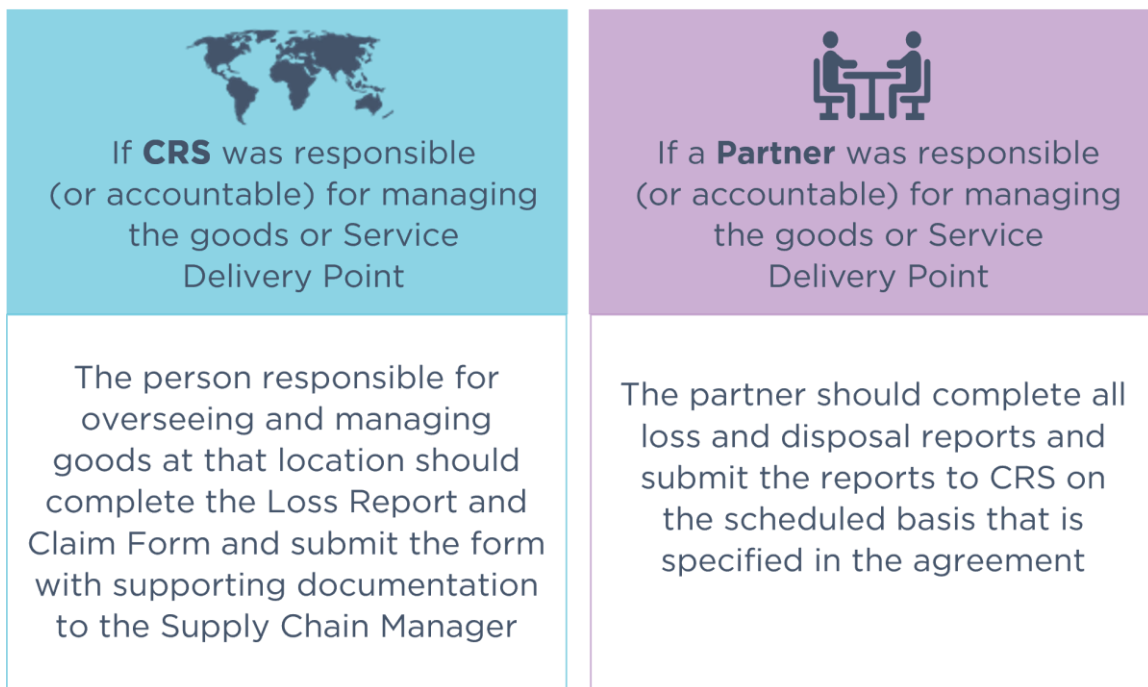 If CRS was responsible
(or accountable) for managing
the goods or Service
Delivery Point
The person responsible for
overseeing and managing
goods at that location should
complete the Loss Report and
Claim Form and submit the form
with supporting documentation
to the Supply Chain Manager
If a Partner was responsible
(or accountable) for managing
the goods or Service
Delivery Point
The partner should complete all
loss and disposal reports and
submit the reports to CRS on
the scheduled basis that is
specified in the agreement